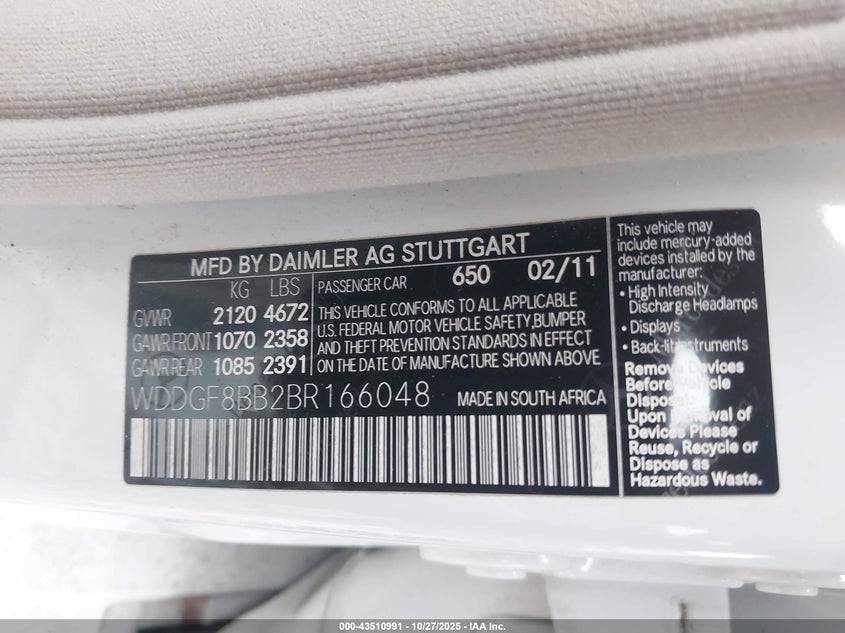 MFD BY DAIMLER AG STUTTGART
KG LBS
GVWR 2120 4672
GAWR FRONT 1070 2358
GAWR REAR 1085 2391
PASSENGER CAR 650 02/11
THIS VEHICLE CONFORMS TO ALL APPLICABLE
U.S. FEDERAL MOTOR VEHICLE SAFETY,BUMPER
AND THEFT PREVENTION STANDARDS IN EFFECT
ON THE DATE OF MANUFACTURE SHOWN ABOVE
WDDGF8BB2BR166048 MADE IN SOUTH AFRICA
This vehicle may
include mercury-added
devices installed by the
manufacturer:
• High Intensity
Discharge Headlamps
• Displays
• Back-lit Instruments
Remove Devices
Before Vehicle
Disposal
Upon Removal of
Devices Please
Reuse, Recycle or
Dispose as
Hazardous Waste.
000-43510991 - 10/27/2025 - IAA Inc.